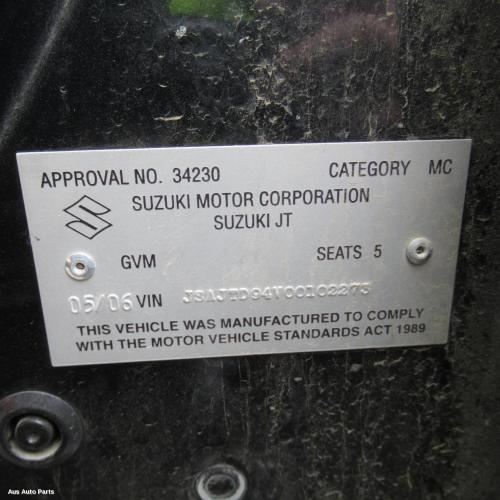 APPROVAL NO. 34230 CATEGORY MC
SUZUKI MOTOR CORPORATION
SUZUKI JT
GVM SEATS 5
05/06 VIN JSAJTD94V00102273
THIS VEHICLE WAS MANUFACTURED TO COMPLY
WITH THE MOTOR VEHICLE STANDARDS ACT 1989
Aus Auto Parts